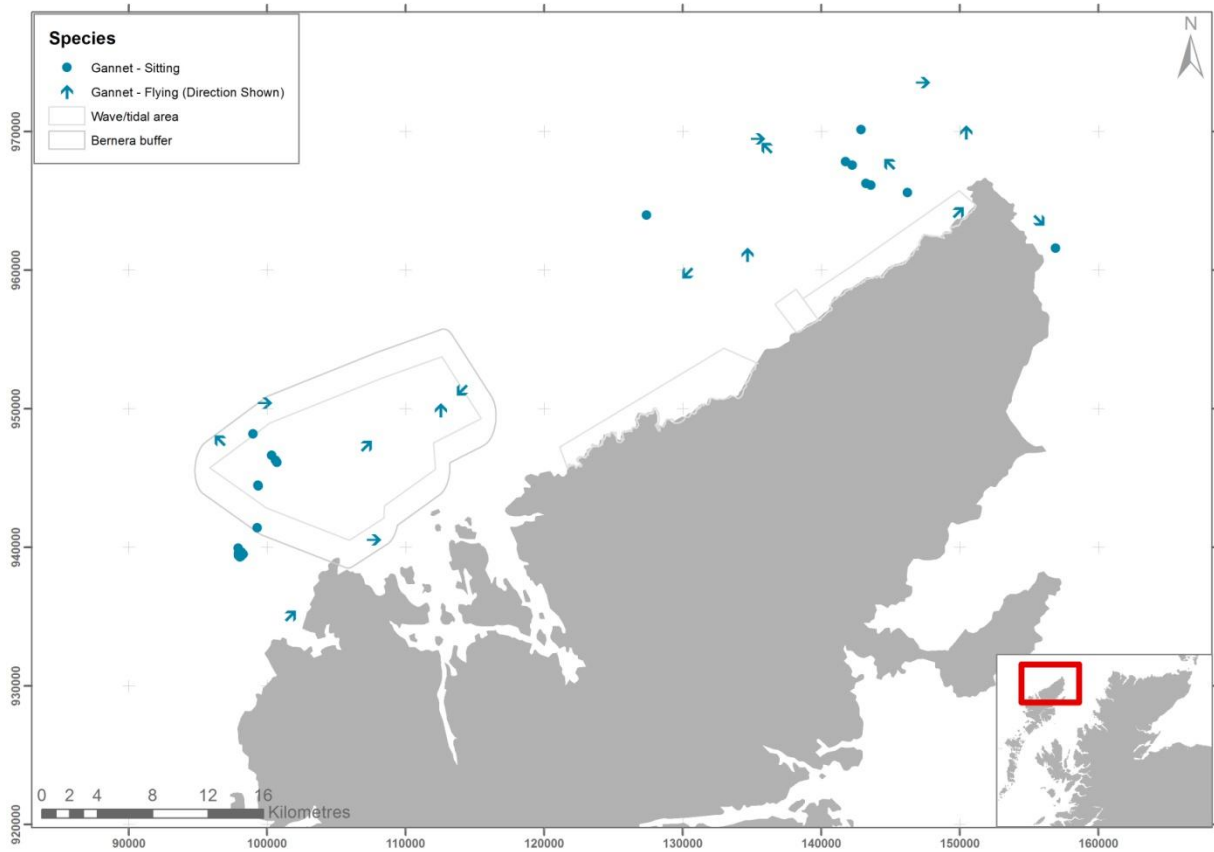 Species
Gannet - Sitting
Gannet - Flying (Direction Shown)
Wave/tidal area
Bernera buffer
N
970000
960000
950000
940000
930000
920000
0 2 4 8 12 16
Kilometres
90000 100000 110000 120000 130000 140000 150000 160000